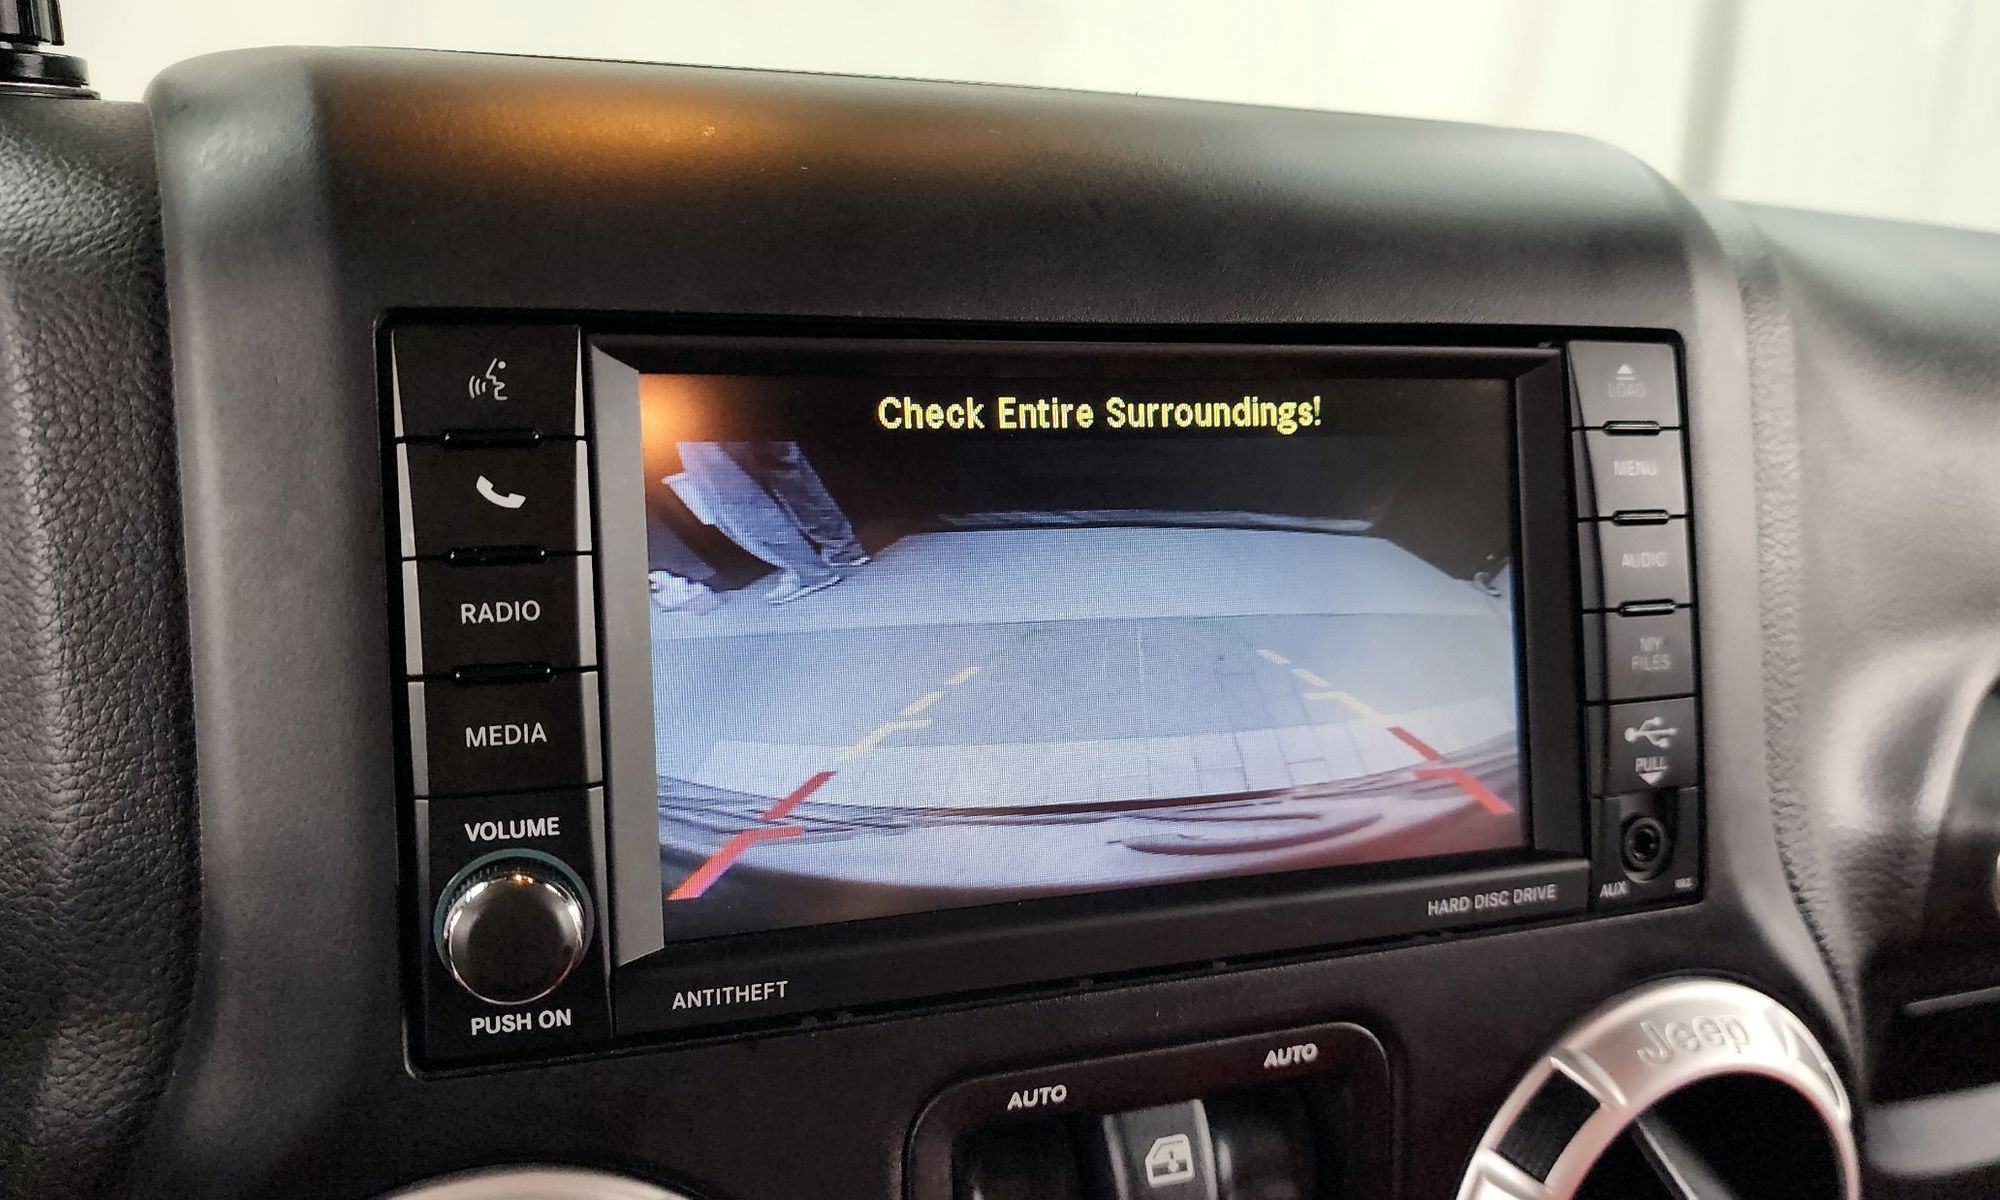 Check Entire Surroundings!
RADIO
MEDIA
VOLUME
PUSH ON
ANTITHEFT
HARD DISC DRIVE
LOAD
MENU
AUDIO
MY
FILES
PULL
AUX
AUTO
AUTO
Jeep